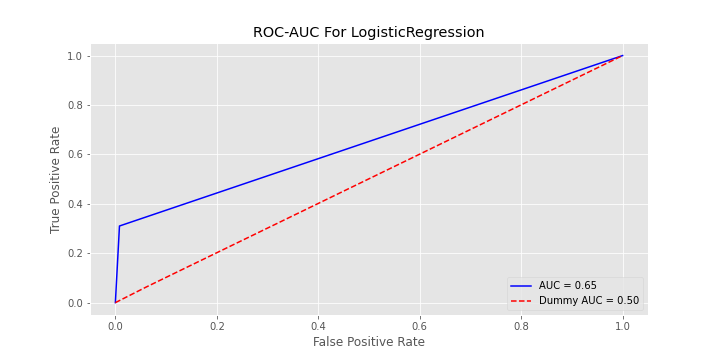 ROC-AUC For LogisticRegression
True Positive Rate
1.0
0.8
0.6
0.4
0.2
0.0
0.0 0.2 0.4 0.6 0.8 1.0
False Positive Rate
AUC = 0.65
Dummy AUC = 0.50